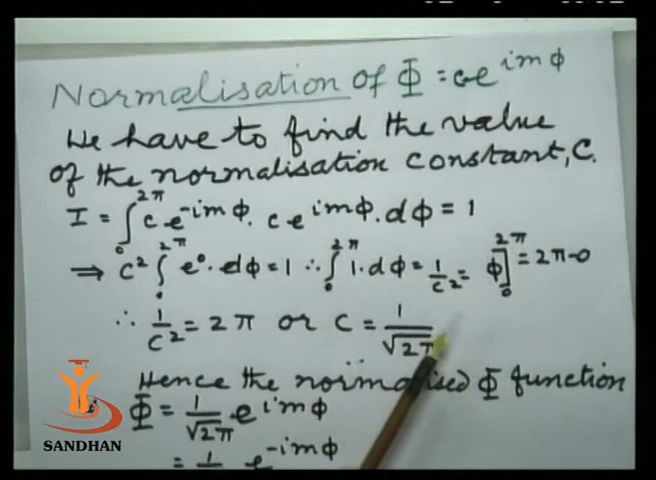 Normalisation of Φ = ce^{imϕ}
We have to find the value
of the normalisation constant, C.
I = ∫₀^{2π} c e^{-imϕ}. c e^{imϕ}. dϕ = 1
⇒ c² ∫₀^{2π} e⁰. dϕ = 1 ∴ ∫₀^{2π} 1. dϕ = 1/c² = ϕ]₀^{2π} = 2π-0
∴ 1/c² = 2π or c = 1/√2π
Hence the normalised Φ function
Φ = 1/√2π e^{imϕ}
= 1 e^{-imϕ}
SANDHAN